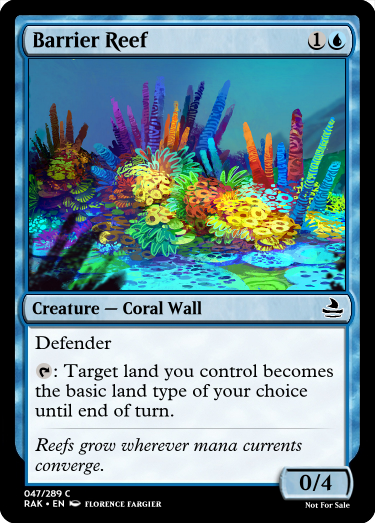 Barrier Reef 1
Creature — Coral Wall
Defender
: Target land you control becomes
the basic land type of your choice
until end of turn.
Reefs grow wherever mana currents
converge.
0/4
047/289 C
RAK • EN FLORENCE FARGIER
Not For Sale